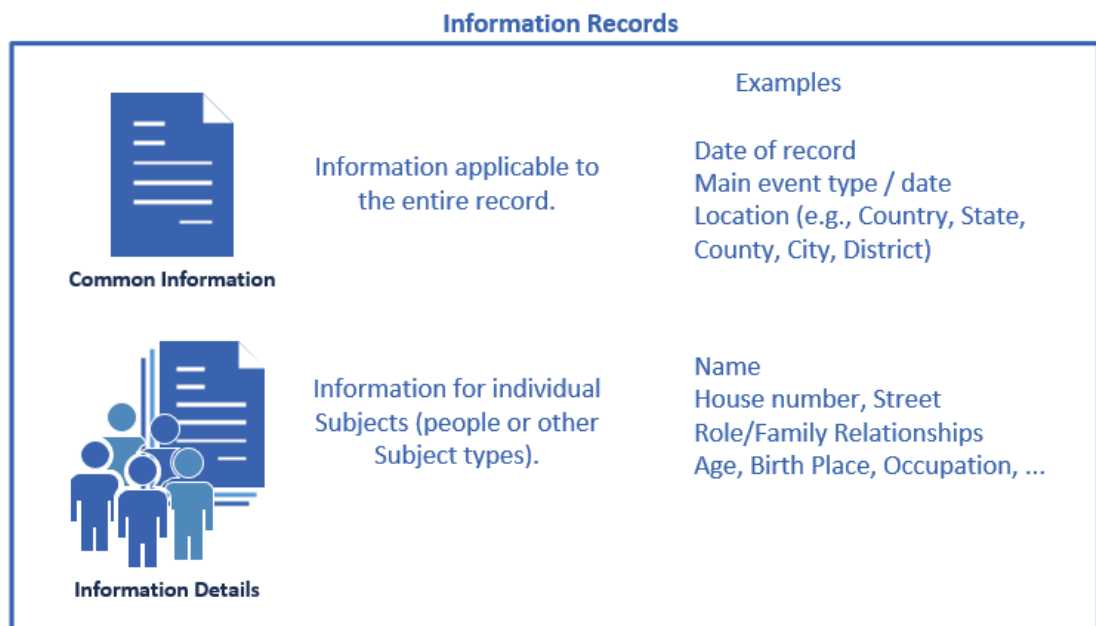 Information Records
Examples
Information applicable to
the entire record.
Date of record
Main event type / date
Location (e.g., Country, State,
County, City, District)
Common Information
Information for individual
Subjects (people or other
Subject types).
Name
House number, Street
Role/Family Relationships
Age, Birth Place, Occupation, ...
Information Details